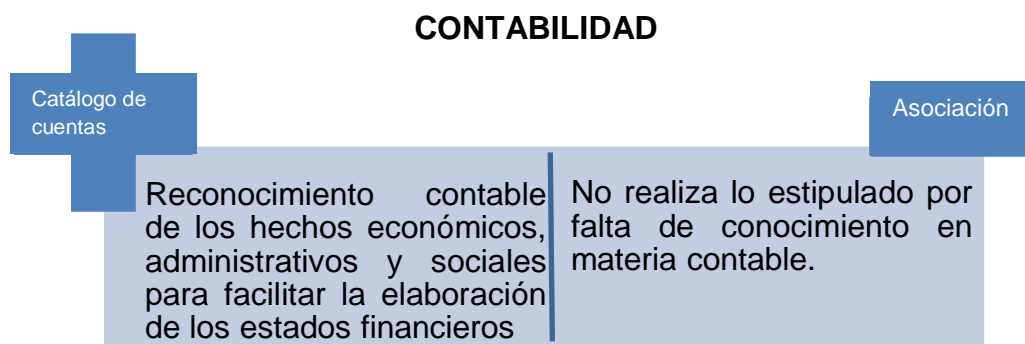 CONTABILIDAD
Catálogo de
cuentas
Asociación
Reconocimiento contable
de los hechos económicos,
administrativos y sociales
para facilitar la elaboración
de los estados financieros
No realiza lo estipulado por
falta de conocimiento en
materia contable.